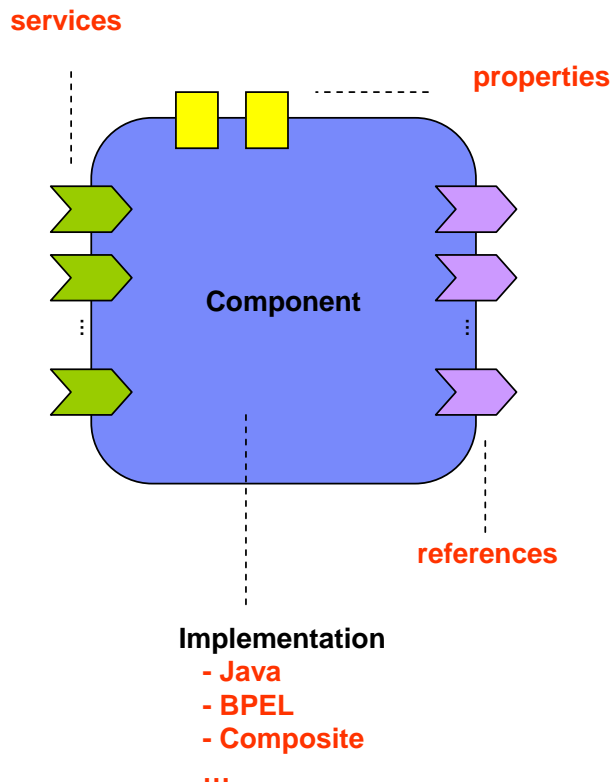 services
properties
Component
...
...
references
Implementation
- Java
- BPEL
- Composite
...